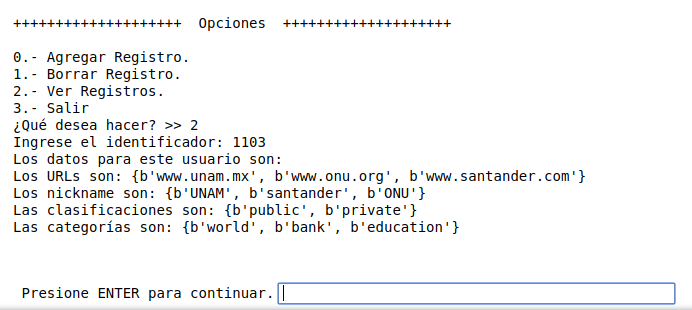 ++++++++++++++++++++  Opciones  ++++++++++++++++++++
0.- Agregar Registro.
1.- Borrar Registro.
2.- Ver Registros.
3.- Salir
¿Qué desea hacer? >> 2
Ingrese el identificador: 1103
Los datos para este usuario son:
Los URLs son: {b'www.unam.mx', b'www.onu.org', b'www.santander.com'}
Los nickname son: {b'UNAM', b'santander', b'ONU'}
Las clasificaciones son: {b'public', b'private'}
Las categorías son: {b'world', b'bank', b'education'}
Presione ENTER para continuar.